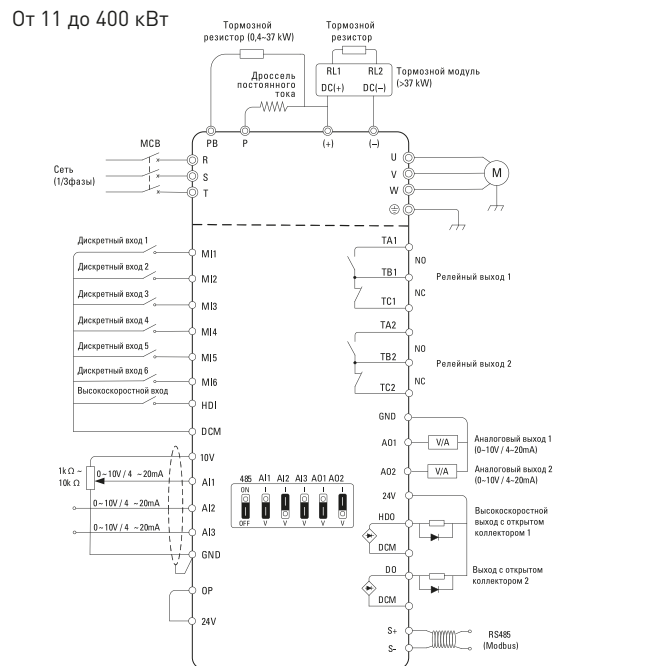 От 11 до 400 кВт
Тормозной
резистор (0,4~37 kW)
Тормозной
резистор
Дроссель
постоянного
тока
RL1 RL2
DC(+) DC(−)
Тормозной модуль
(>37 kW)
PB P (+) (−)
MCB
Сеть
(1/3фазы)
R
S
T
U
V
W
M
Дискретный вход 1
MI1
Дискретный вход 2
MI2
Дискретный вход 3
MI3
Дискретный вход 4
MI4
Дискретный вход 5
MI5
Дискретный вход 6
MI6
Высокоскоростной вход
HDI
DCM
TA1
NO
TB1
Релейный выход 1
NC
TC1
TA2
NO
TB2
Релейный выход 2
NC
TC2
10V
1k Ω ~
10k Ω
0~10V / 4 ~20mA
AI1
0~10V / 4 ~20mA
AI2
0~10V / 4 ~20mA
AI3
GND
OP
24V
485 AI1 AI2 AI3 AO1 AO2
ON I I I I I
OFF V V V V V
GND
AO1
V/A
Аналоговый выход 1
(0~10V / 4~20mA)
AO2
V/A
Аналоговый выход 2
(0~10V / 4~20mA)
24V
HDO
DCM
Высокоскоростной
выход с открытом
коллектором 1
DO
DCM
Выход с открытом
коллектором 2
S+
S-
RS485
(Modbus)